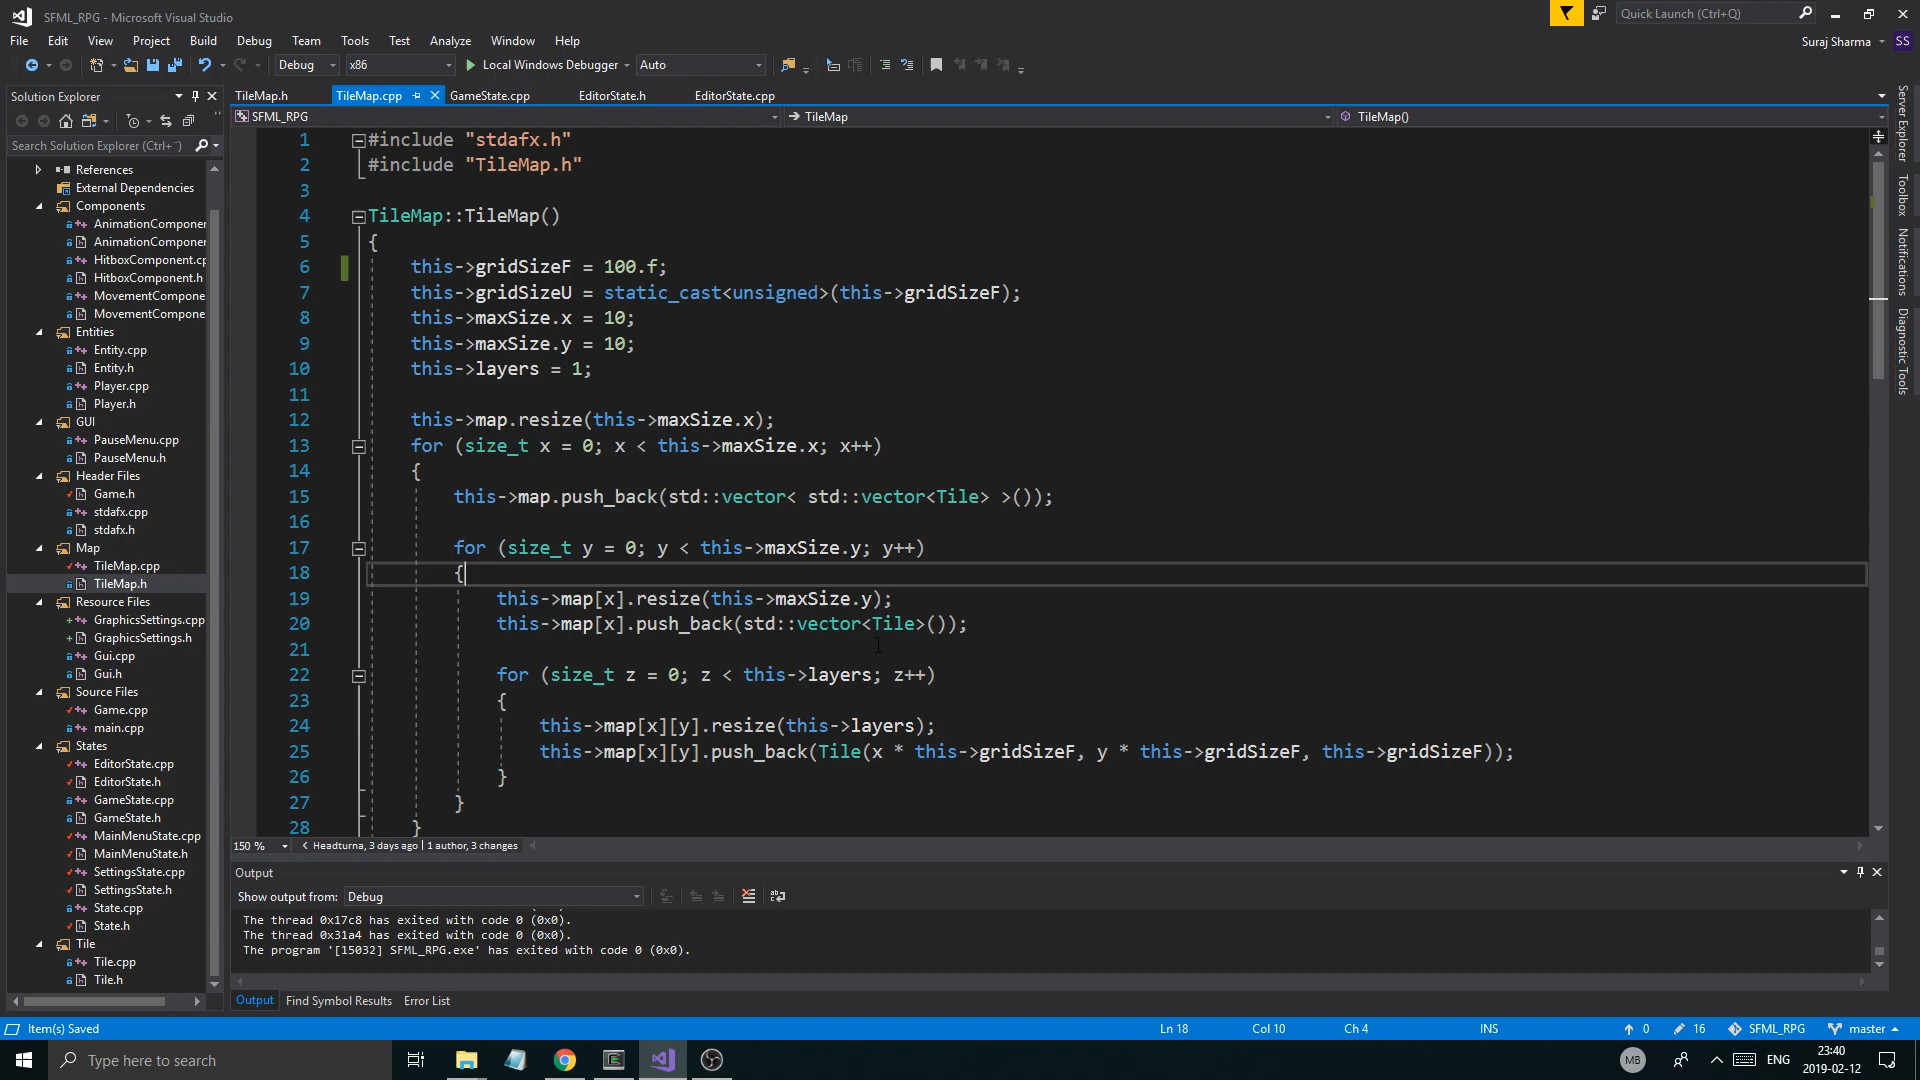 SFML_RPG - Microsoft Visual Studio
Quick Launch (Ctrl+Q)
File Edit View Project Build Debug Team Tools Test Analyze Window Help
Suraj Sharma SS
Debug x86 Local Windows Debugger Auto
Solution Explorer
TileMap.h TileMap.cpp GameState.cpp EditorState.h EditorState.cpp
SFML_RPG TileMap TileMap()
Search Solution Explorer (Ctrl+¨)
References
External Dependencies
Components
AnimationComponer
AnimationComponer
HitboxComponent.cp
HitboxComponent.h
MovementCompone
MovementCompone
Entities
Entity.cpp
Entity.h
Player.cpp
Player.h
GUI
PauseMenu.cpp
PauseMenu.h
Header Files
Game.h
stdafx.cpp
stdafx.h
Map
TileMap.cpp
TileMap.h
Resource Files
GraphicsSettings.cpp
GraphicsSettings.h
Gui.cpp
Gui.h
Source Files
Game.cpp
main.cpp
States
EditorState.cpp
EditorState.h
GameState.cpp
GameState.h
MainMenuState.cpp
MainMenuState.h
SettingsState.cpp
SettingsState.h
State.cpp
State.h
Tile
Tile.cpp
Tile.h
1 #include "stdafx.h"
2 #include "TileMap.h"
3
4 TileMap::TileMap()
5 {
6 this->gridSizeF = 100.f;
7 this->gridSizeU = static_cast<unsigned>(this->gridSizeF);
8 this->maxSize.x = 10;
9 this->maxSize.y = 10;
10 this->layers = 1;
11
12 this->map.resize(this->maxSize.x);
13 for (size_t x = 0; x < this->maxSize.x; x++)
14 {
15 this->map.push_back(std::vector< std::vector<Tile> >());
16
17 for (size_t y = 0; y < this->maxSize.y; y++)
18 {
19 this->map[x].resize(this->maxSize.y);
20 this->map[x].push_back(std::vector<Tile>());
21
22 for (size_t z = 0; z < this->layers; z++)
23 {
24 this->map[x][y].resize(this->layers);
25 this->map[x][y].push_back(Tile(x * this->gridSizeF, y * this->gridSizeF, this->gridSizeF));
26 }
27 }
28 }
Server Explorer
Toolbox
Notifications
Diagnostic Tools
150 % Headturna, 3 days ago | 1 author, 3 changes
Output
Show output from: Debug
The thread 0x17c8 has exited with code 0 (0x0).
The thread 0x31a4 has exited with code 0 (0x0).
The program '[15032] SFML_RPG.exe' has exited with code 0 (0x0).
Output Find Symbol Results Error List
Item(s) Saved Ln 18 Col 10 Ch 4 INS 0 16 SFML_RPG master
Type here to search
MB ENG 23:40
2019-02-12